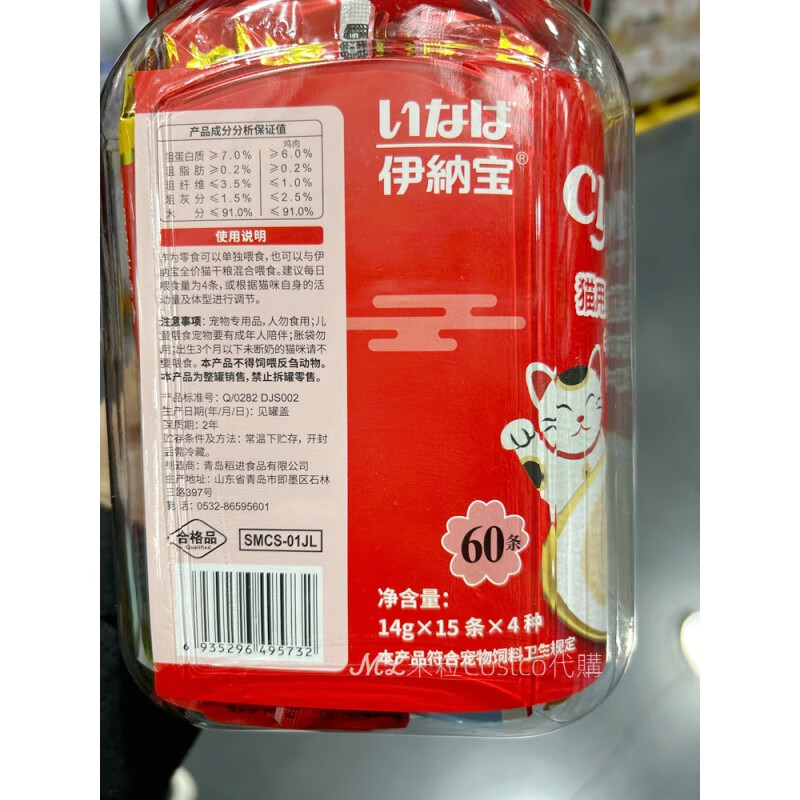 产品成分分析保证值
鸡肉
粗蛋白质 ≥7.0% ≥6.0%
粗脂肪 ≥0.2% ≥0.2%
粗纤维 ≤3.5% ≤1.0%
粗灰分 ≤1.5% ≤2.5%
水分 ≤91.0% ≤91.0%
使用说明
作为零食可以单独喂食，也可以与伊
纳宝全价猫干粮混合喂食。建议每日
喂食量为4条，或根据猫咪自身的活
动量及体型进行调节。
注意事项：宠物专用品，人勿食用；儿
童喂食宠物要有成年人陪伴；胀袋勿
用；出生3个月以下未断奶的猫咪请不
要喂食。本产品不得饲喂反刍动物。
本产品为整罐销售，禁止拆罐零售。
产品标准号：Q/0282 DJS002
生产日期(年/月/日)：见罐盖
保质期：2年
贮存条件及方法：常温下贮存，开封
后需冷藏。
制造商：青岛稻进食品有限公司
生产地址：山东省青岛市即墨区石林
三路397号
电话：0532-86595601
合格品
Qualified
SMCS-01JL
6 935296 495732
いなば
伊納宝®
猫用
60条
净含量：
14g×15条×4种
本产品符合宠物饲料卫生规定
ML米粒costco代購